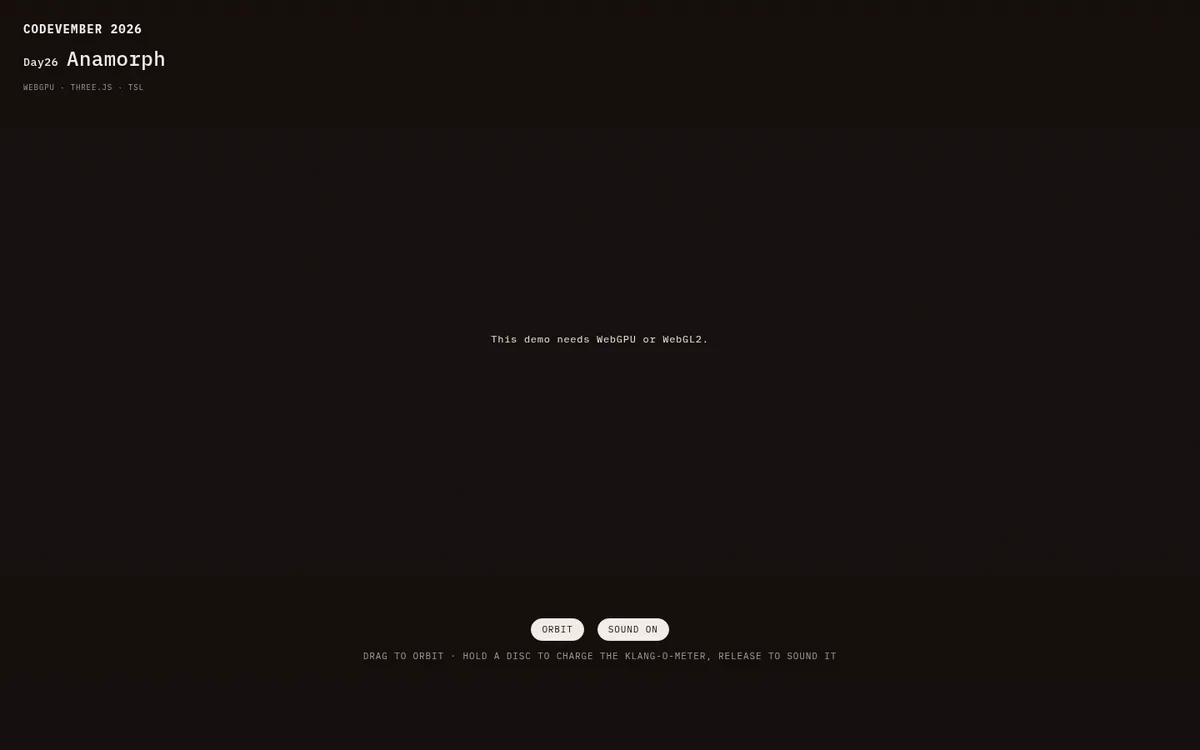 CODEVEMBER 2026
Day26 Anamorph
WEBGPU · THREE.JS · TSL
This demo needs WebGPU or WebGL2.
ORBIT SOUND ON
DRAG TO ORBIT · HOLD A DISC TO CHARGE THE KLANG-O-METER, RELEASE TO SOUND IT